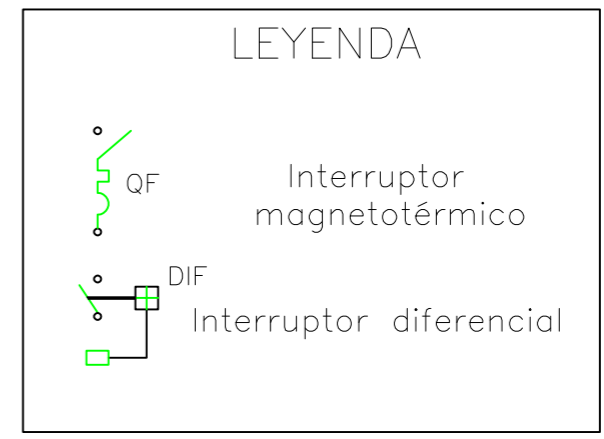 LEYENDA
QF
Interruptor
magnetotérmico
DIF
Interruptor diferencial